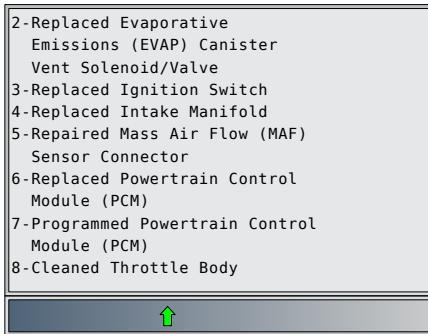 2-Replaced Evaporative
Emissions (EVAP) Canister
Vent Solenoid/Valve
3-Replaced Ignition Switch
4-Replaced Intake Manifold
5-Repaired Mass Air Flow (MAF)
Sensor Connector
6-Replaced Powertrain Control
Module (PCM)
7-Programmed Powertrain Control
Module (PCM)
8-Cleaned Throttle Body